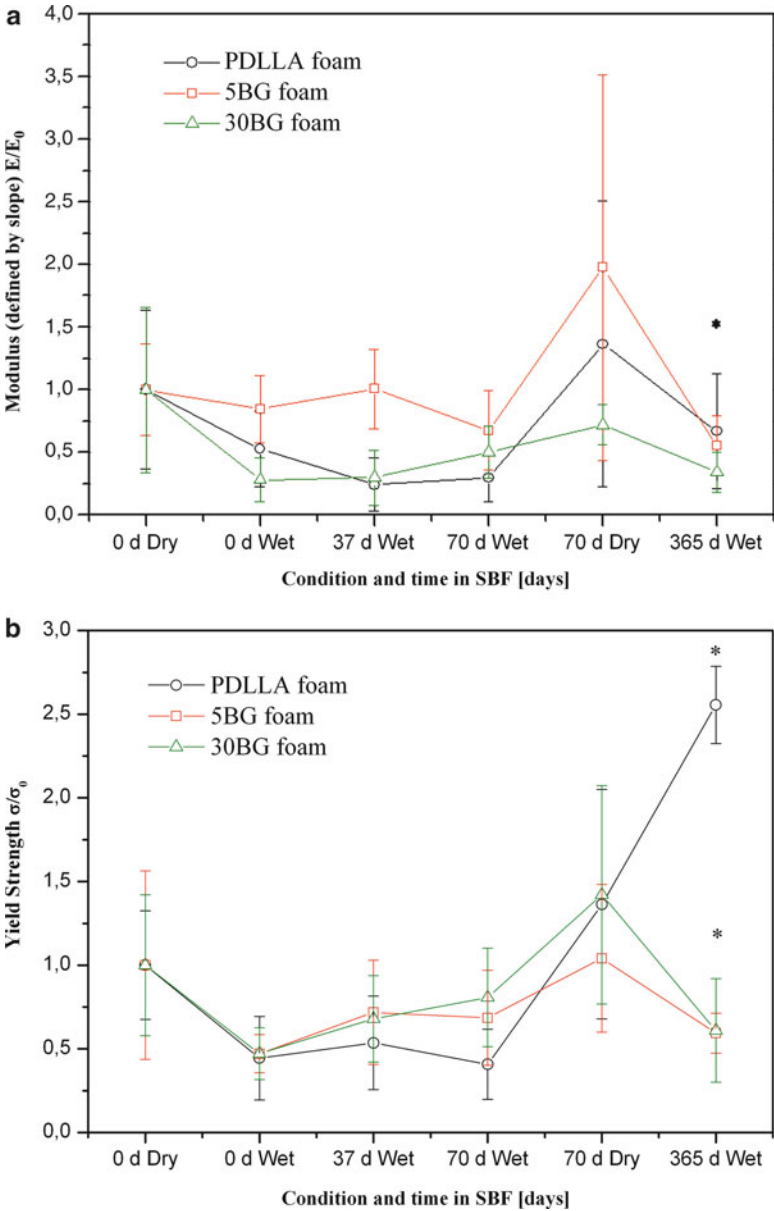 a
4,0
3,5
3,0
2,5
2,0
1,5
1,0
0,5
0,0
Modulus (defined by slope) E/E₀
PDLLA foam
5BG foam
30BG foam
*
0 d Dry 0 d Wet 37 d Wet 70 d Wet 70 d Dry 365 d Wet
Condition and time in SBF [days]
b
3,0
2,5
2,0
1,5
1,0
0,5
0,0
Yield Strength σ/σ₀
PDLLA foam
5BG foam
30BG foam
*
*
0 d Dry 0 d Wet 37 d Wet 70 d Wet 70 d Dry 365 d Wet
Condition and time in SBF [days]